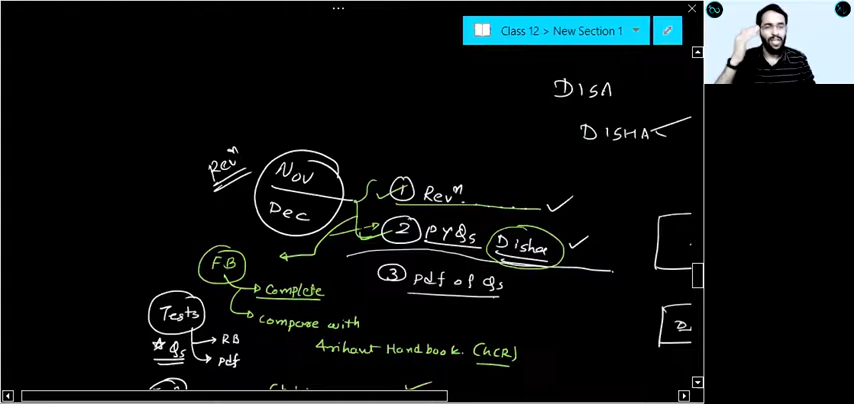 Class 12 > New Section 1
DISA
DISHA
Revⁿ
Nov
Dec
1 Revⁿ.
2 PYQs Disha
3 pdf of Qs
FB
Complete
Compare with
Arihant Handbook.
Tests
Qs
RB
pdf